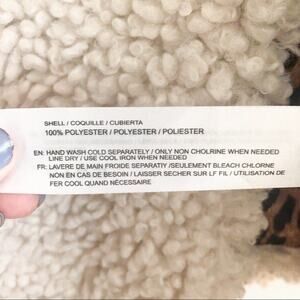 SHELL / COQUILLE / CUBIERTA
100% POLYESTER / POLYESTER / POLIESTER
EN: HAND WASH COLD SEPARATELY / ONLY NON CHOLRINE WHEN NEEDED
LINE DRY / USE COOL IRON WHEN NEEDED
FR: LAVERE DE MAIN FROIDE SEPARATIY /SEULEMENT BLEACH CHLORNE
NON EN CAS DE BESOIN / LAISSER SECHER SUR LF FIL / UTILISATION DE
FER COOL QUAND NÉCESSAIRE